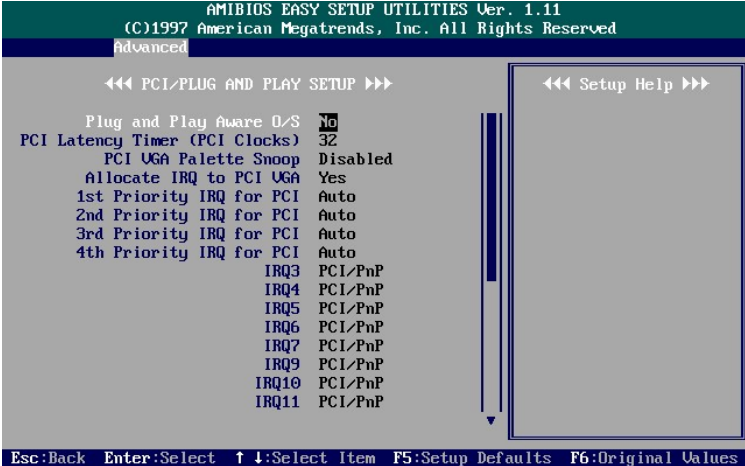 AMIBIOS EASY SETUP UTILITIES Ver. 1.11
(C)1997 American Megatrends, Inc. All Rights Reserved
Advanced
PCI/PLUG AND PLAY SETUP
Setup Help
Plug and Play Aware O/S No
PCI Latency Timer (PCI Clocks) 32
PCI VGA Palette Snoop Disabled
Allocate IRQ to PCI VGA Yes
1st Priority IRQ for PCI Auto
2nd Priority IRQ for PCI Auto
3rd Priority IRQ for PCI Auto
4th Priority IRQ for PCI Auto
IRQ3 PCI/PnP
IRQ4 PCI/PnP
IRQ5 PCI/PnP
IRQ6 PCI/PnP
IRQ7 PCI/PnP
IRQ9 PCI/PnP
IRQ10 PCI/PnP
IRQ11 PCI/PnP
Esc:Back Enter:Select ↑ ↓:Select Item F5:Setup Defaults F6:Original Values